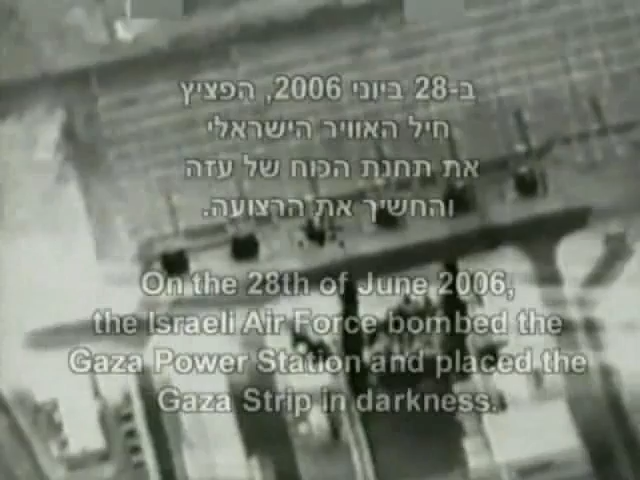 ב-28 ביוני 2006, הפציץ
חיל האוויר הישראלי
את תחנת הכוח של עזה
והחשיך את הרצועה.
On the 28th of June 2006,
the Israeli Air Force bombed the
Gaza Power Station and placed the
Gaza Strip in darkness.